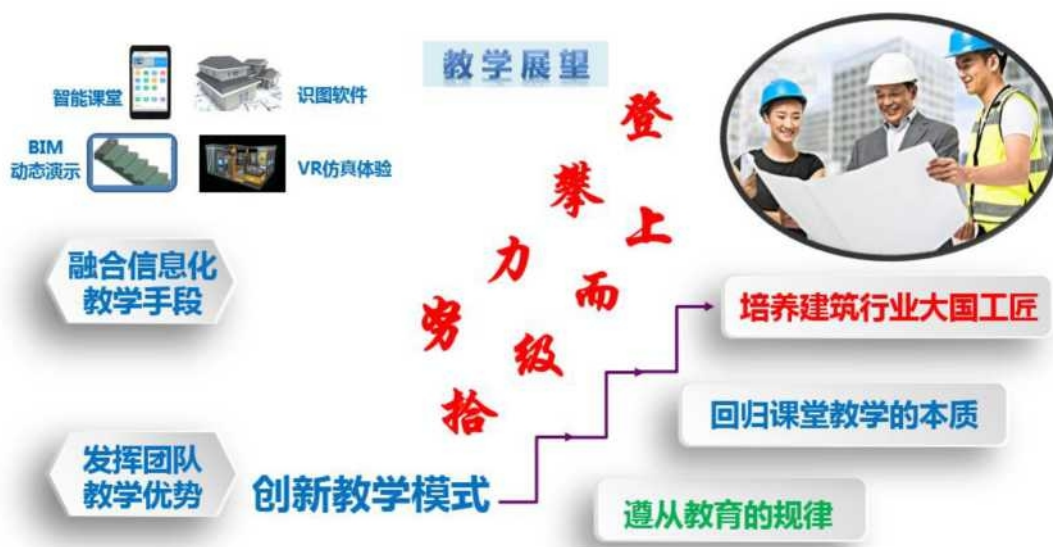 教学展望
智能课堂
识图软件
BIM
动态演示
VR仿真体验
融合信息化
教学手段
发挥团队
教学优势
创新教学模式
努力攀登
拾级而上
培养建筑行业大国工匠
回归课堂教学的本质
遵从教育的规律